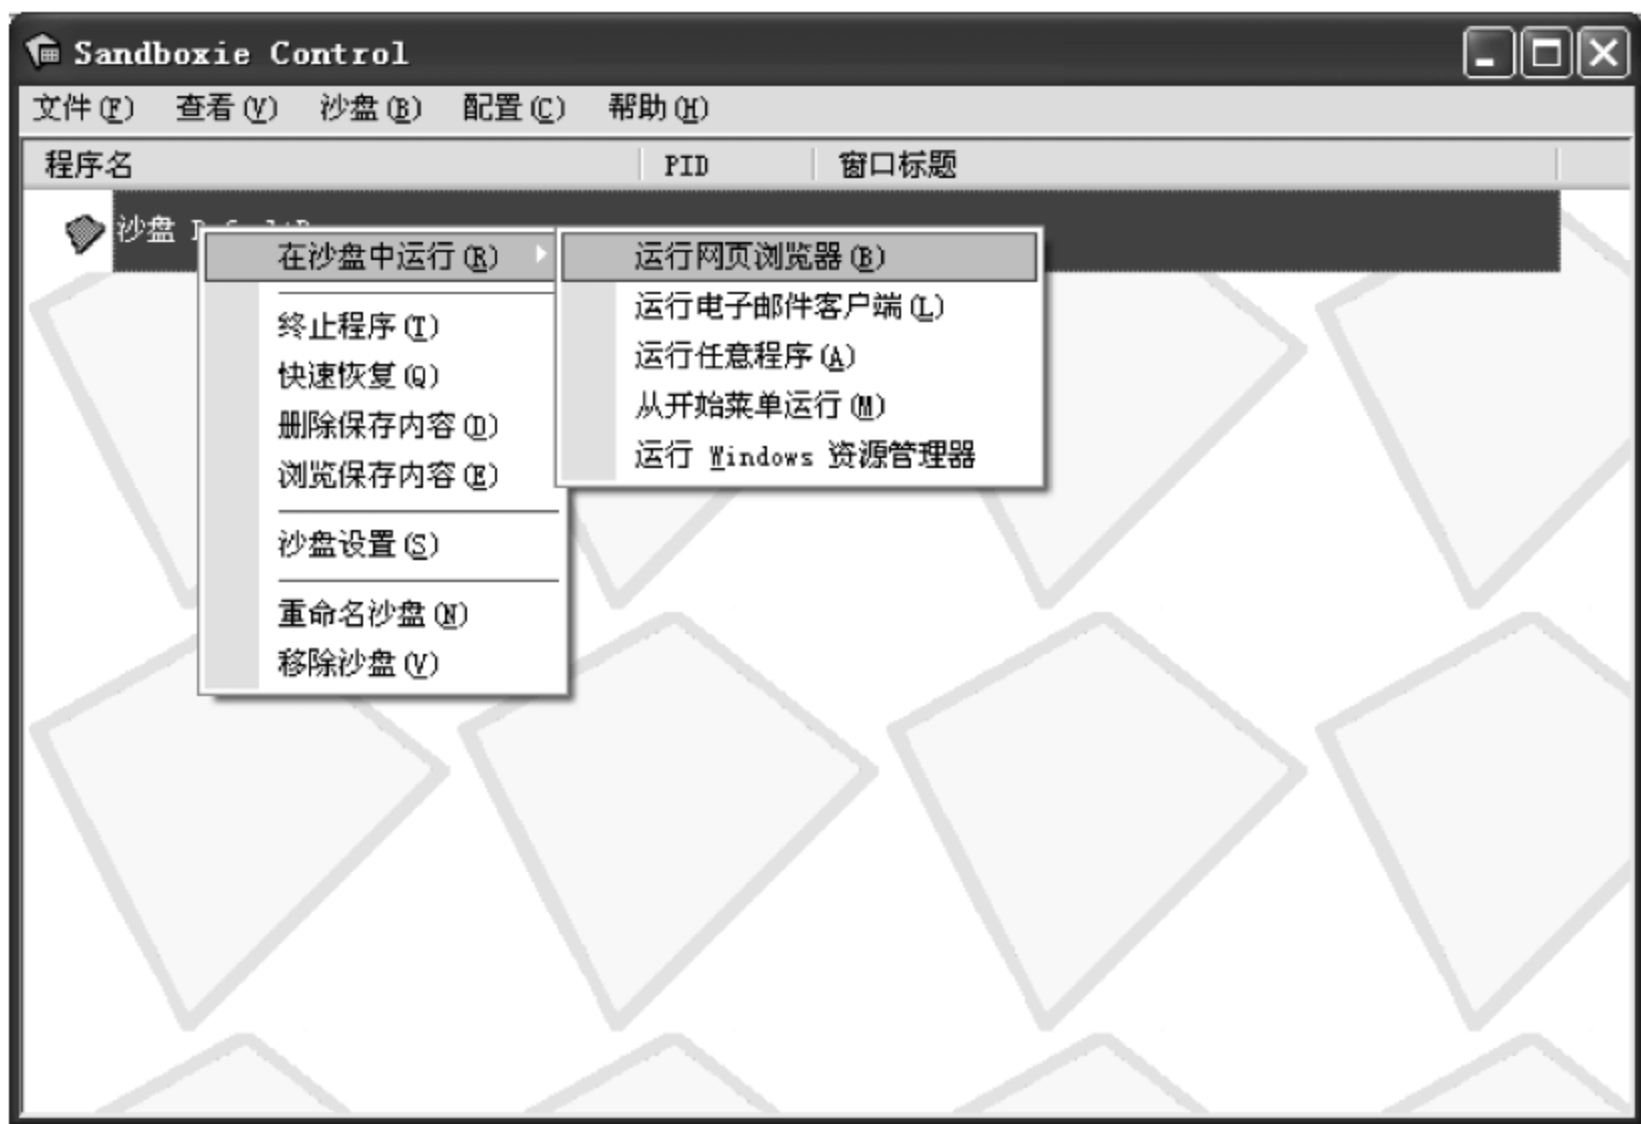 Sandboxie Control
文件(F) 查看(V) 沙盘(B) 配置(C) 帮助(H)
程序名 PID 窗口标题
沙盘
在沙盘中运行(R)
终止程序(T)
快速恢复(Q)
删除保存内容(D)
浏览保存内容(E)
沙盘设置(S)
重命名沙盘(N)
移除沙盘(V)
运行网页浏览器(B)
运行电子邮件客户端(L)
运行任意程序(A)
从开始菜单运行(M)
运行 Windows 资源管理器